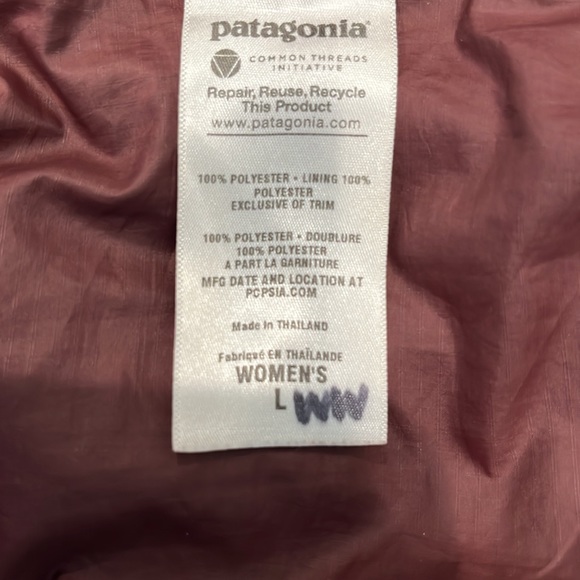 patagonia®
COMMON THREADS
INITIATIVE
Repair, Reuse, Recycle
This Product
www.patagonia.com
100% POLYESTER • LINING 100%
POLYESTER
EXCLUSIVE OF TRIM
100% POLYESTER • DOUBLURE
100% POLYESTER
A PART LA GARNITURE
MFG DATE AND LOCATION AT
PCPSIA.COM
Made in THAILAND
Fabriqué EN THAÏLANDE
WOMEN'S
L WW